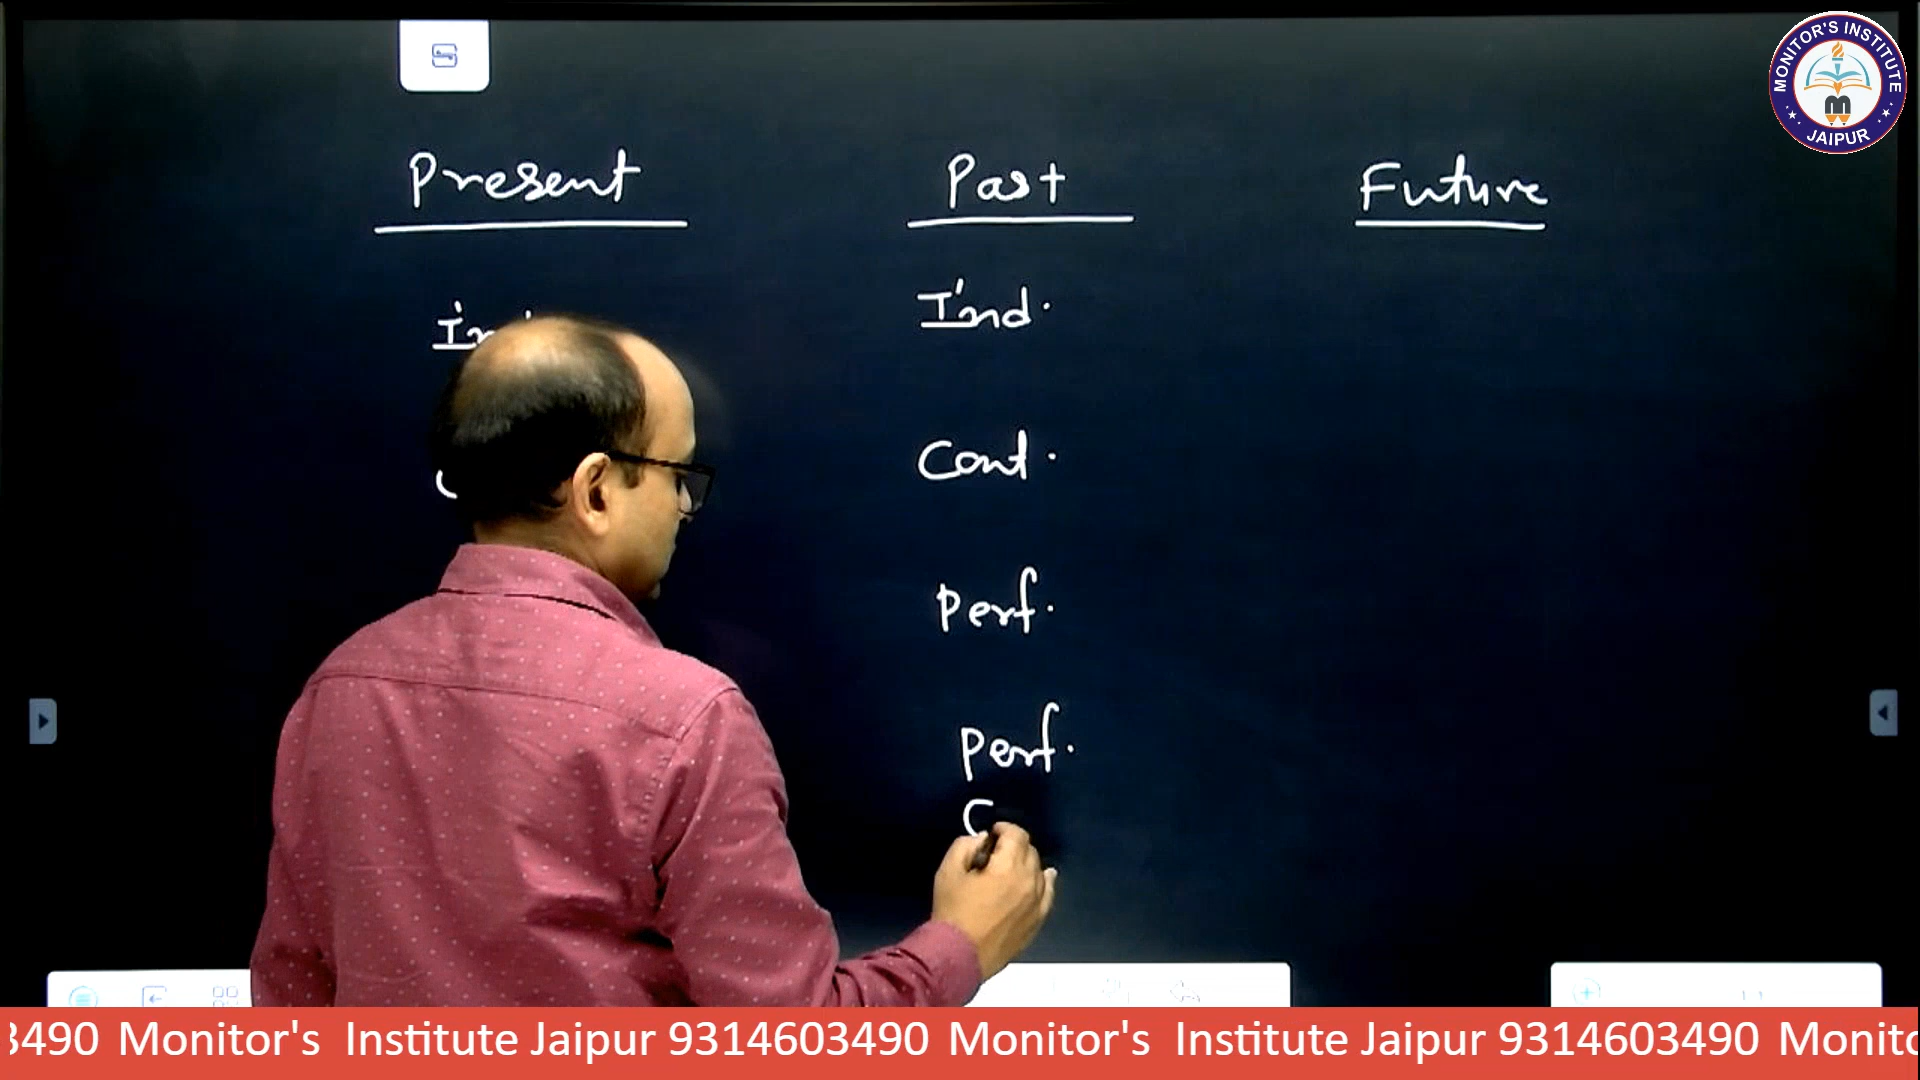 MONITOR'S INSTITUTE
JAIPUR
Present Past Future
Ind.
Cont.
Perf.
Perf.
C
3490 Monitor's Institute Jaipur 9314603490 Monitor's Institute Jaipur 9314603490